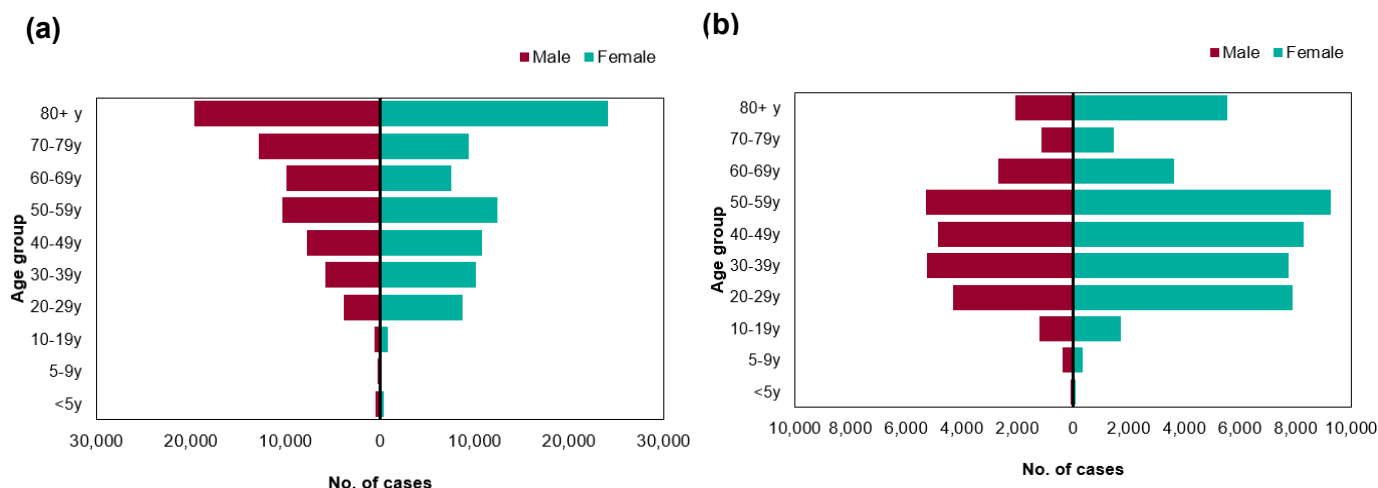 (a)
Male Female
80+ y
70-79y
60-69y
50-59y
40-49y
30-39y
20-29y
10-19y
5-9y
<5y
Age group
30,000 20,000 10,000 0 10,000 20,000 30,000
No. of cases
(b)
Male Female
80+ y
70-79y
60-69y
50-59y
40-49y
30-39y
20-29y
10-19y
5-9y
<5y
Age group
10,000 8,000 6,000 4,000 2,000 0 2,000 4,000 6,000 8,000 10,000
No. of cases